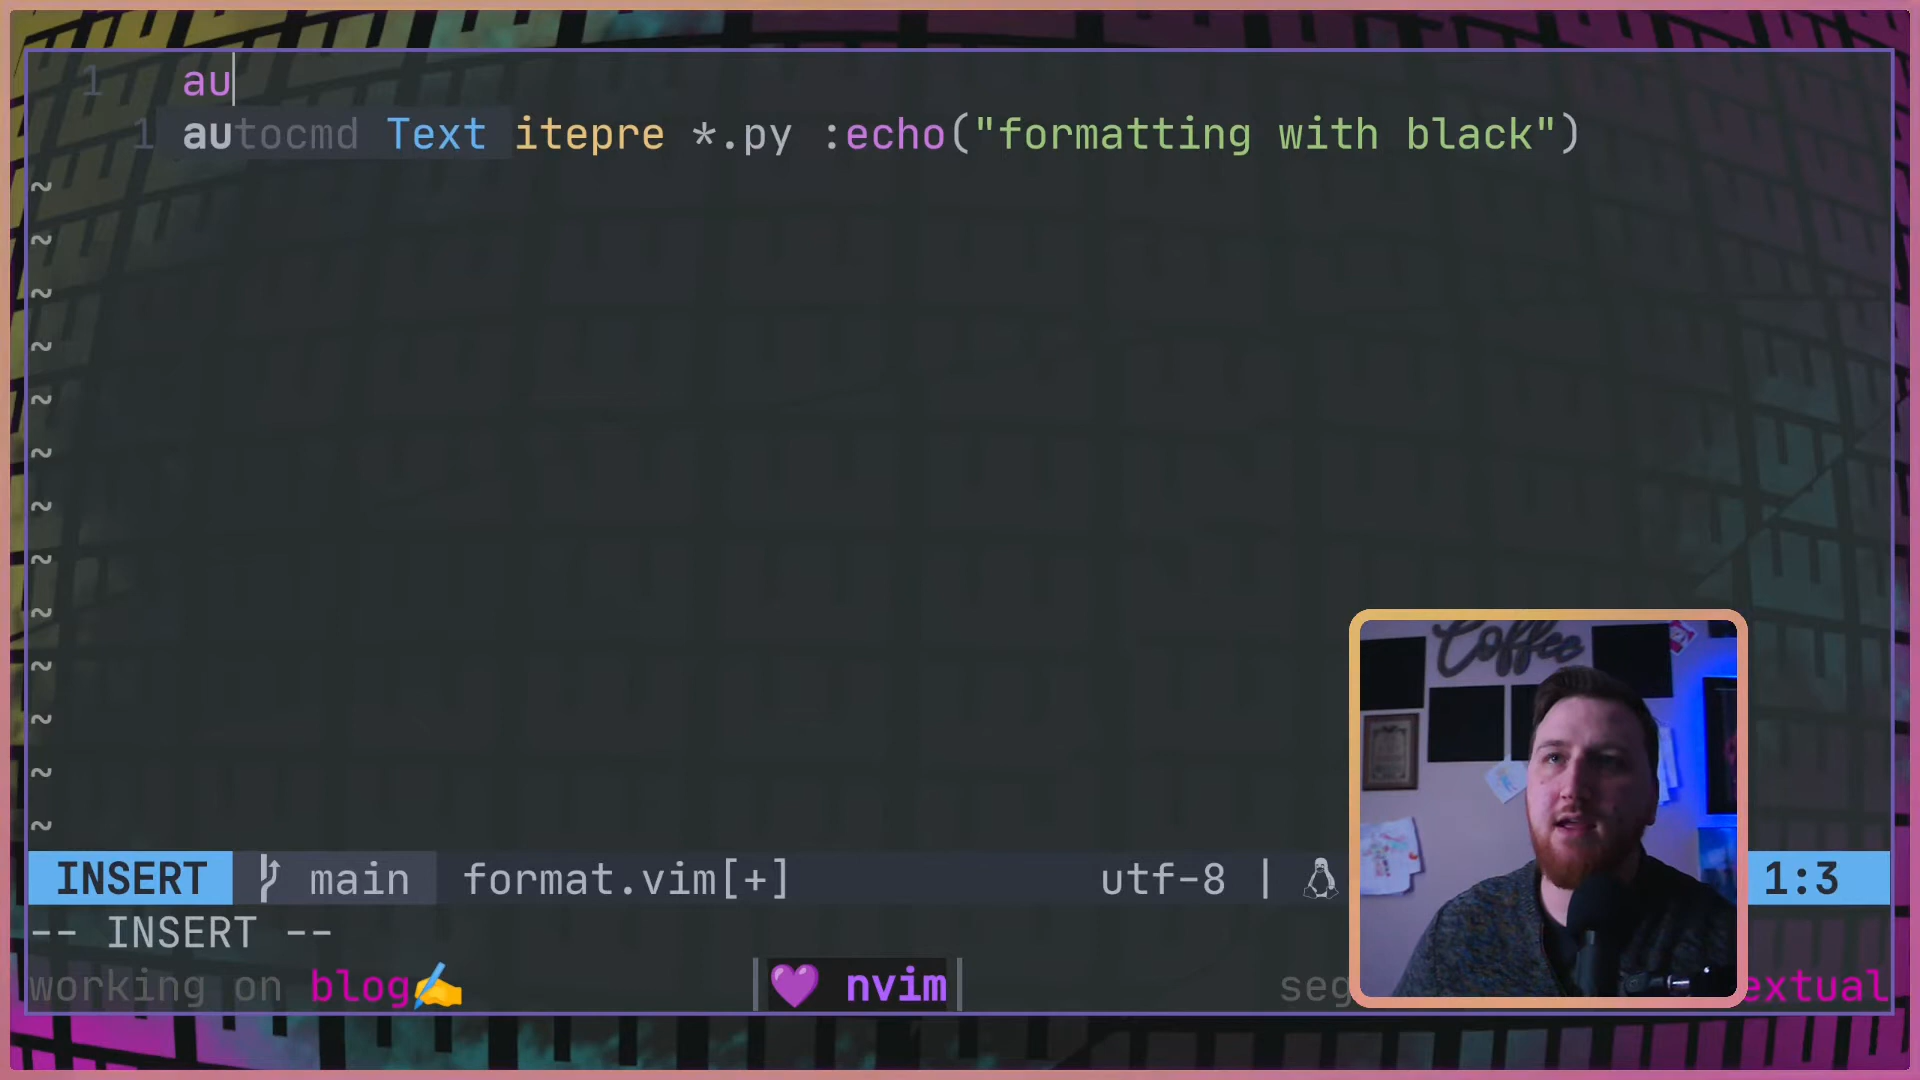 1 au
1 autocmd Text itepre *.py :echo("formatting with black")
~
~
~
~
~
~
~
~
~
~
~
~
~
INSERT main format.vim[+] utf-8 | 1:3
-- INSERT --
working on blog✍️ | 💜 nvim | seg extual
Coffee